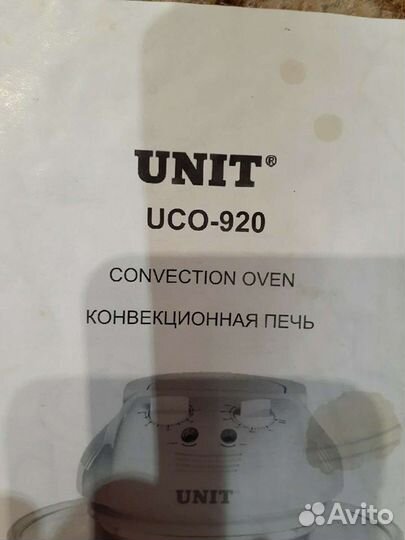 UNIT®
UCO-920
CONVECTION OVEN
КОНВЕКЦИОННАЯ ПЕЧЬ
UNIT
Avito